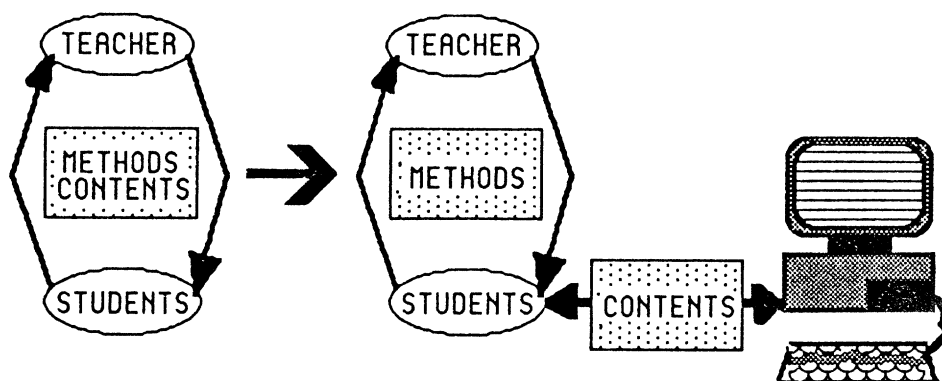 TEACHER
METHODS
CONTENTS
STUDENTS
TEACHER
METHODS
STUDENTS
CONTENTS